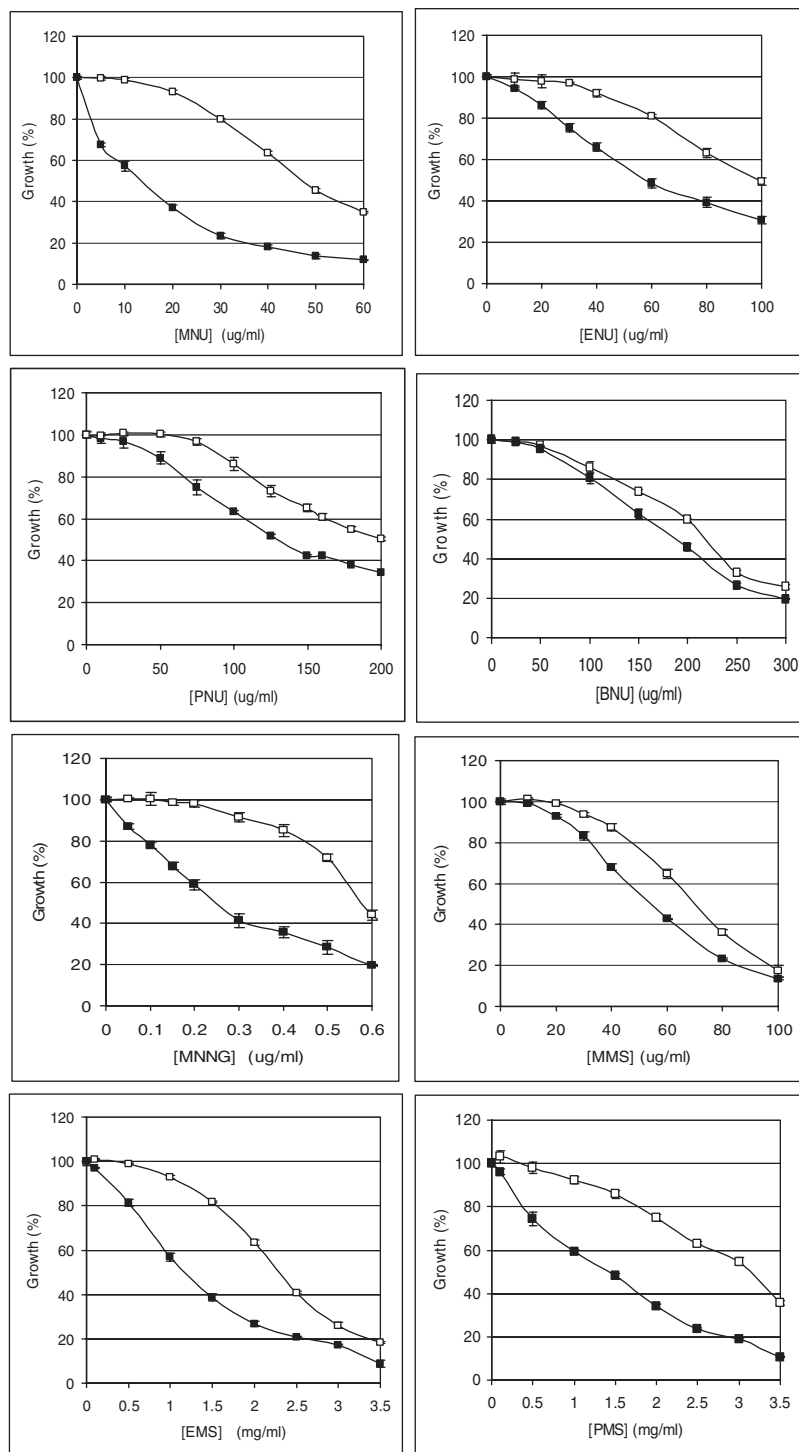 120
100
80
60
40
20
0
Growth (%)
0 10 20 30 40 50 60
[MNU] (ug/ml)
120
100
80
60
40
20
0
Growth (%)
0 20 40 60 80 100
[ENU] (ug/ml)
120
100
80
60
40
20
0
Growth (%)
0 50 100 150 200
[PNU] (ug/ml)
120
100
80
60
40
20
0
Growth (%)
0 50 100 150 200 250 300
[BNU] (ug/ml)
120
100
80
60
40
20
0
Growth (%)
0 0.1 0.2 0.3 0.4 0.5 0.6
[MNNG] (ug/ml)
120
100
80
60
40
20
0
Growth (%)
0 20 40 60 80 100
[MMS] (ug/ml)
120
100
80
60
40
20
0
Growth (%)
0 0.5 1 1.5 2 2.5 3 3.5
[EMS] (mg/ml)
120
100
80
60
40
20
0
Growth (%)
0 0.5 1 1.5 2 2.5 3 3.5
[PMS] (mg/ml)